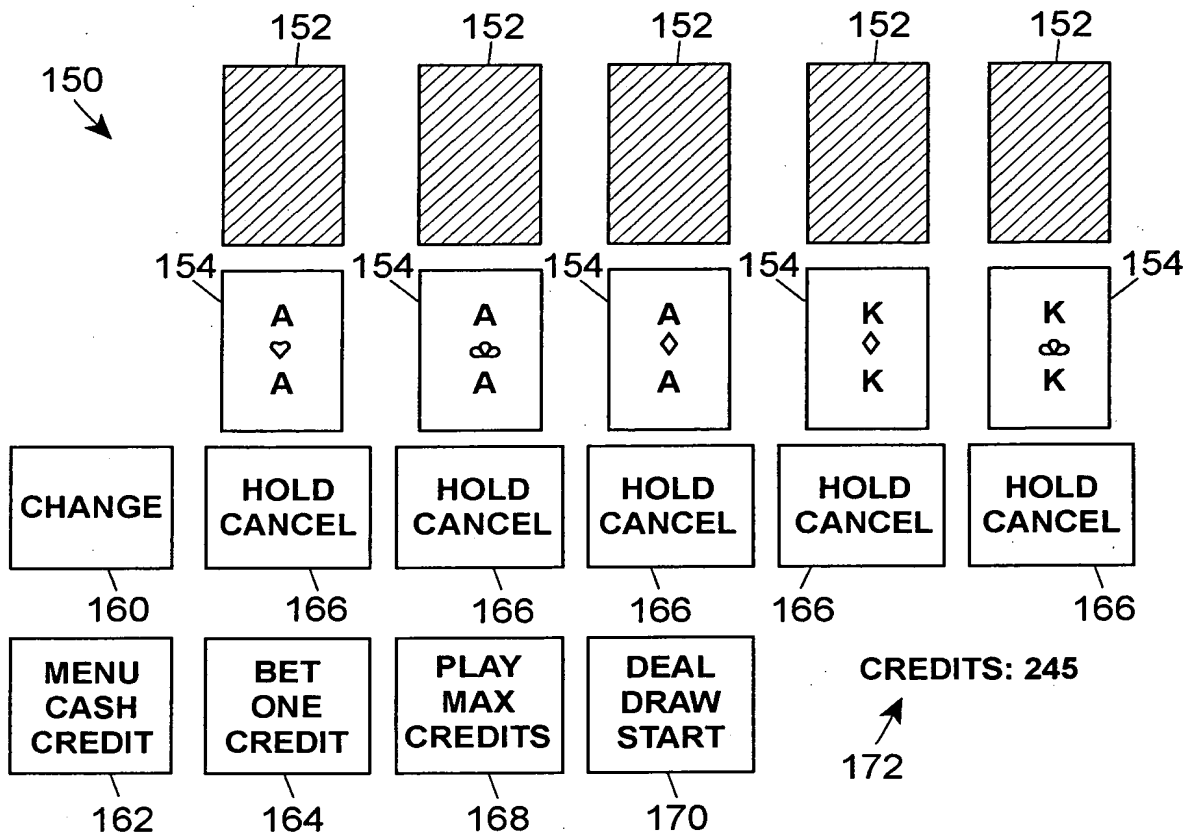 152 152 152 152 152
150
154 154 154 154 154
A A A K K
A A A K K
CHANGE HOLD CANCEL HOLD CANCEL HOLD CANCEL HOLD CANCEL HOLD CANCEL
160 166 166 166 166 166
MENU CASH CREDIT BET ONE CREDIT PLAY MAX CREDITS DEAL DRAW START CREDITS: 245
172
162 164 168 170